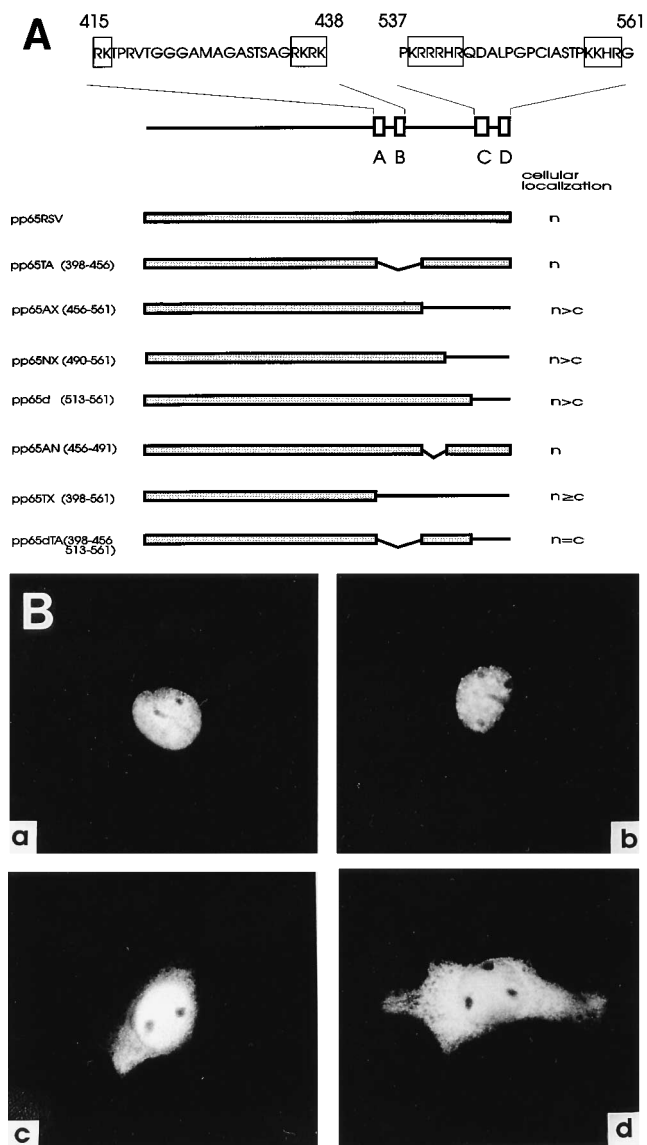 A
415 438 537 561
RKTPRVTGGGAMAGASTSAGRKRK PKRRRHRQDALPGPCIASTPKKHRG
A B C D
cellular
localization
pp65RSV n
pp65TA (398-456) n
pp65AX (456-561) n>c
pp65NX (490-561) n>c
pp65d (513-561) n>c
pp65AN (456-491) n
pp65TX (398-561) n≥c
pp65dTA(398-456 n=c
513-561)
B
a b
c d